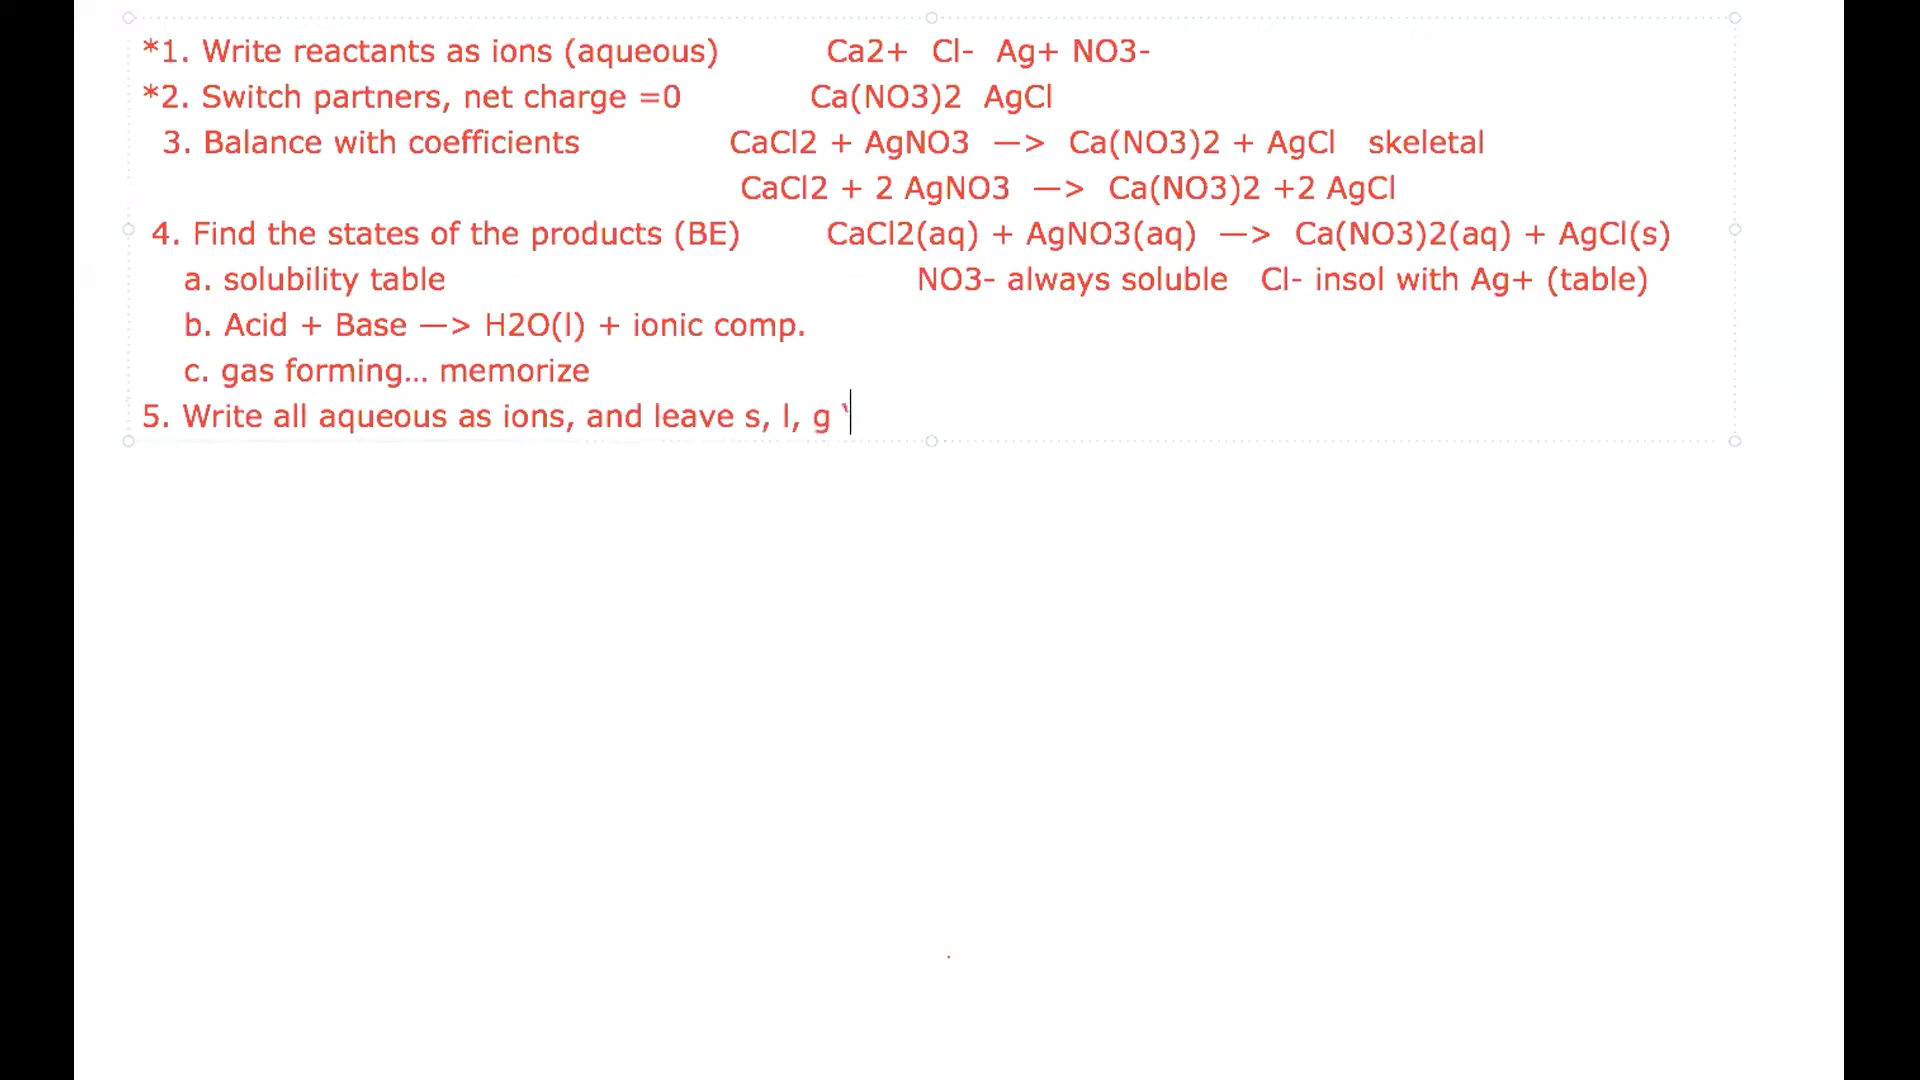 *1. Write reactants as ions (aqueous) Ca2+ Cl- Ag+ NO3-
*2. Switch partners, net charge =0 Ca(NO3)2 AgCl
3. Balance with coefficients CaCl2 + AgNO3 —> Ca(NO3)2 + AgCl skeletal
CaCl2 + 2 AgNO3 —> Ca(NO3)2 +2 AgCl
4. Find the states of the products (BE) CaCl2(aq) + AgNO3(aq) —> Ca(NO3)2(aq) + AgCl(s)
a. solubility table NO3- always soluble Cl- insol with Ag+ (table)
b. Acid + Base —> H2O(l) + ionic comp.
c. gas forming... memorize
5. Write all aqueous as ions, and leave s, l, g